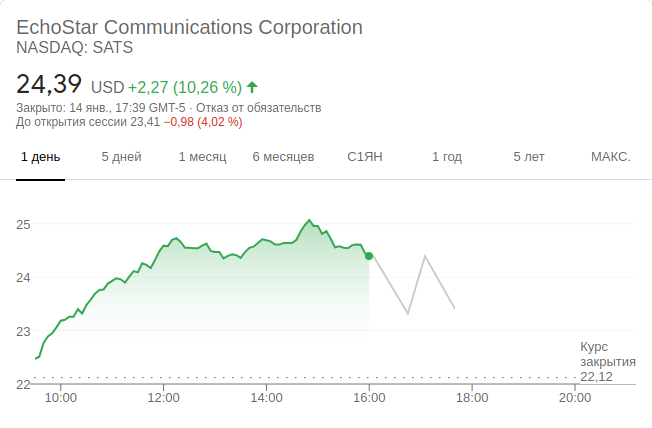 EchoStar Communications Corporation
NASDAQ: SATS
24,39 USD +2,27 (10,26 %)
Закрыто: 14 янв., 17:39 GMT-5 · Отказ от обязательств
До открытия сессии 23,41 −0,98 (4,02 %)
1 день 5 дней 1 месяц 6 месяцев С1ЯН 1 год 5 лет МАКС.
25
24
23
22
Курс
закрытия
22,12
10:00 12:00 14:00 16:00 18:00 20:00